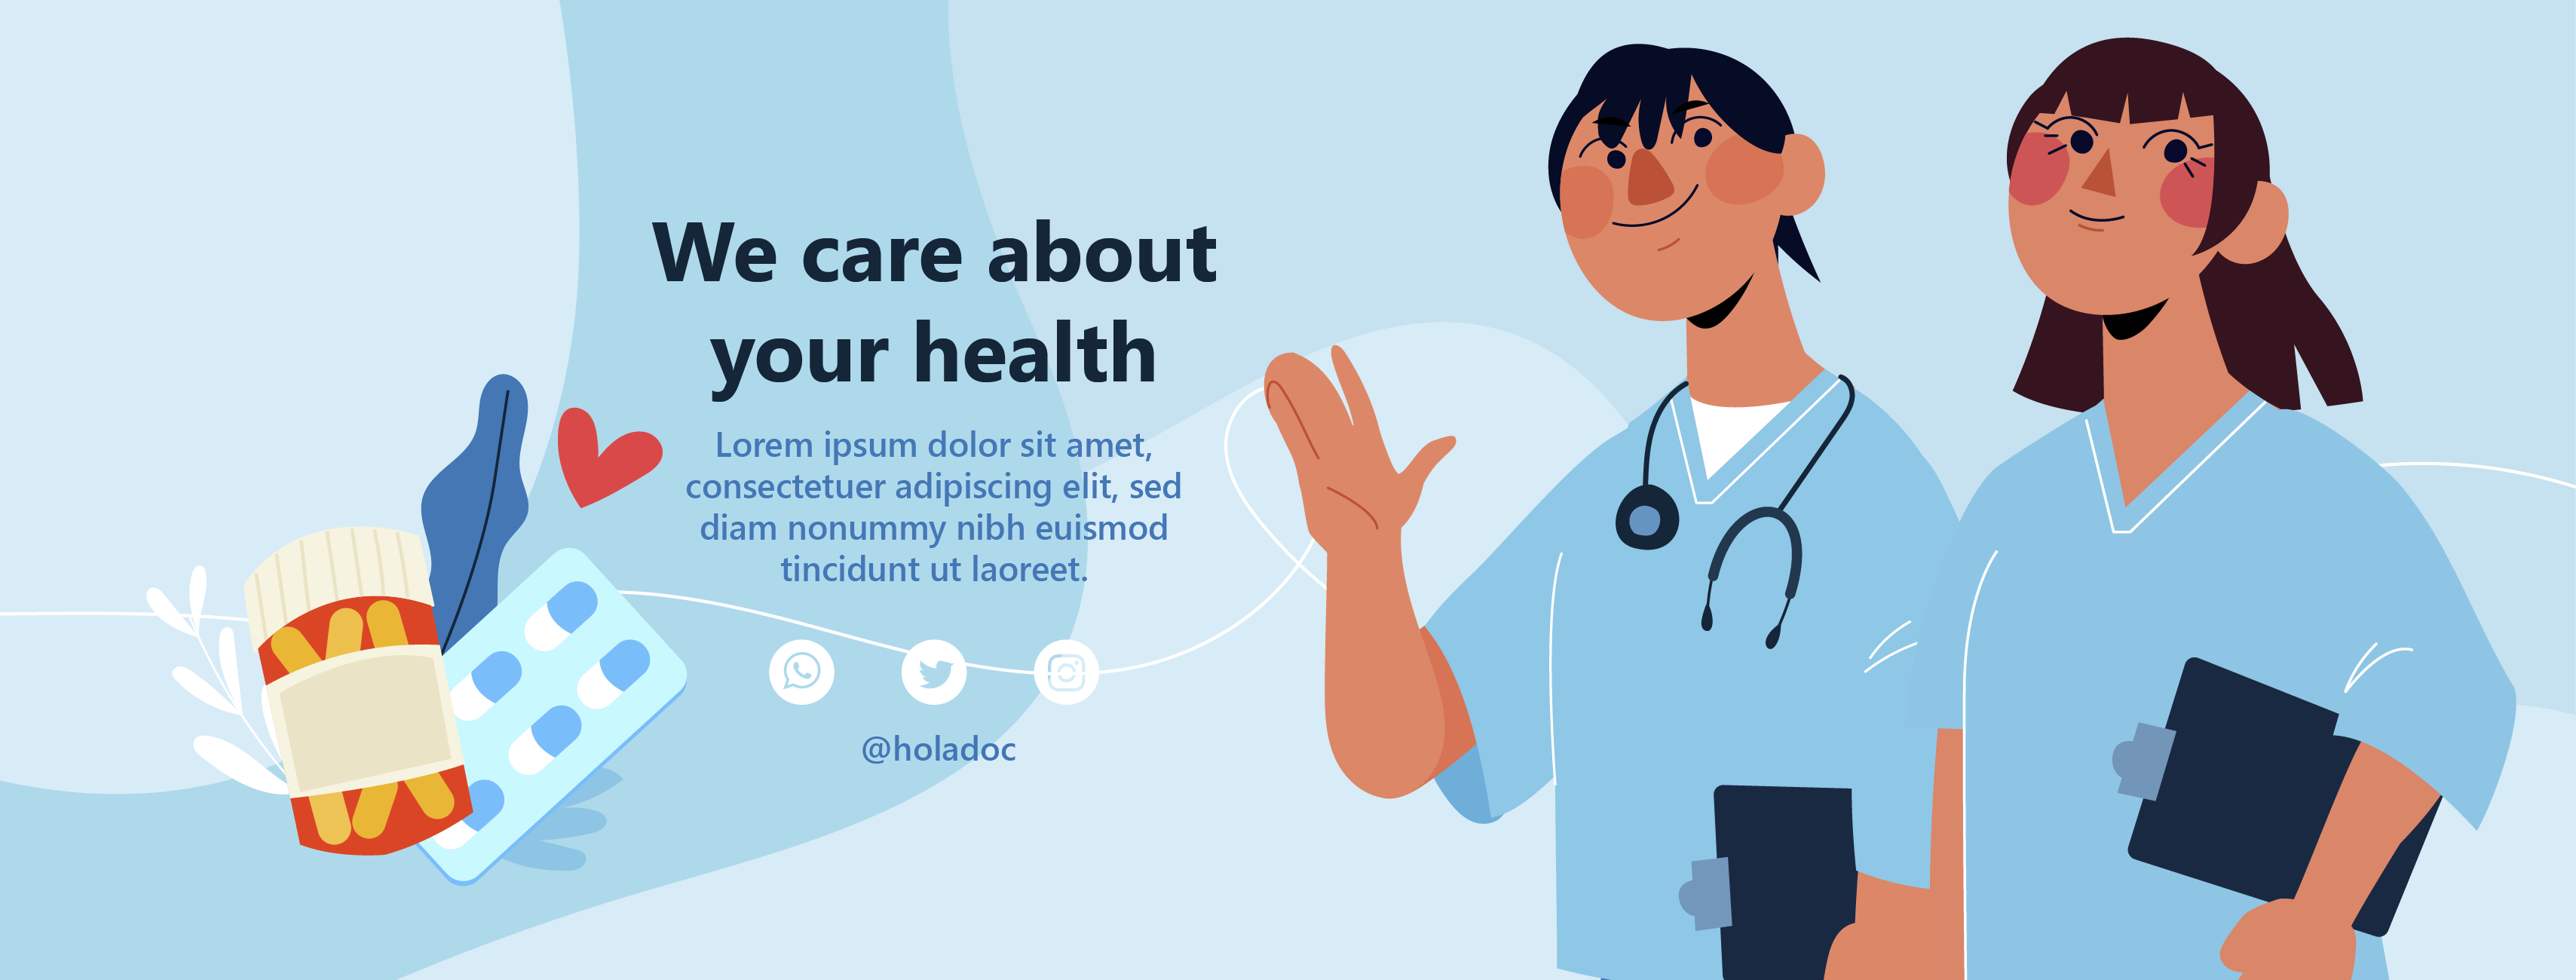 We care about
your health
Lorem ipsum dolor sit amet,
consectetuer adipiscing elit, sed
diam nonummy nibh euismod
tincidunt ut laoreet.
@holadoc